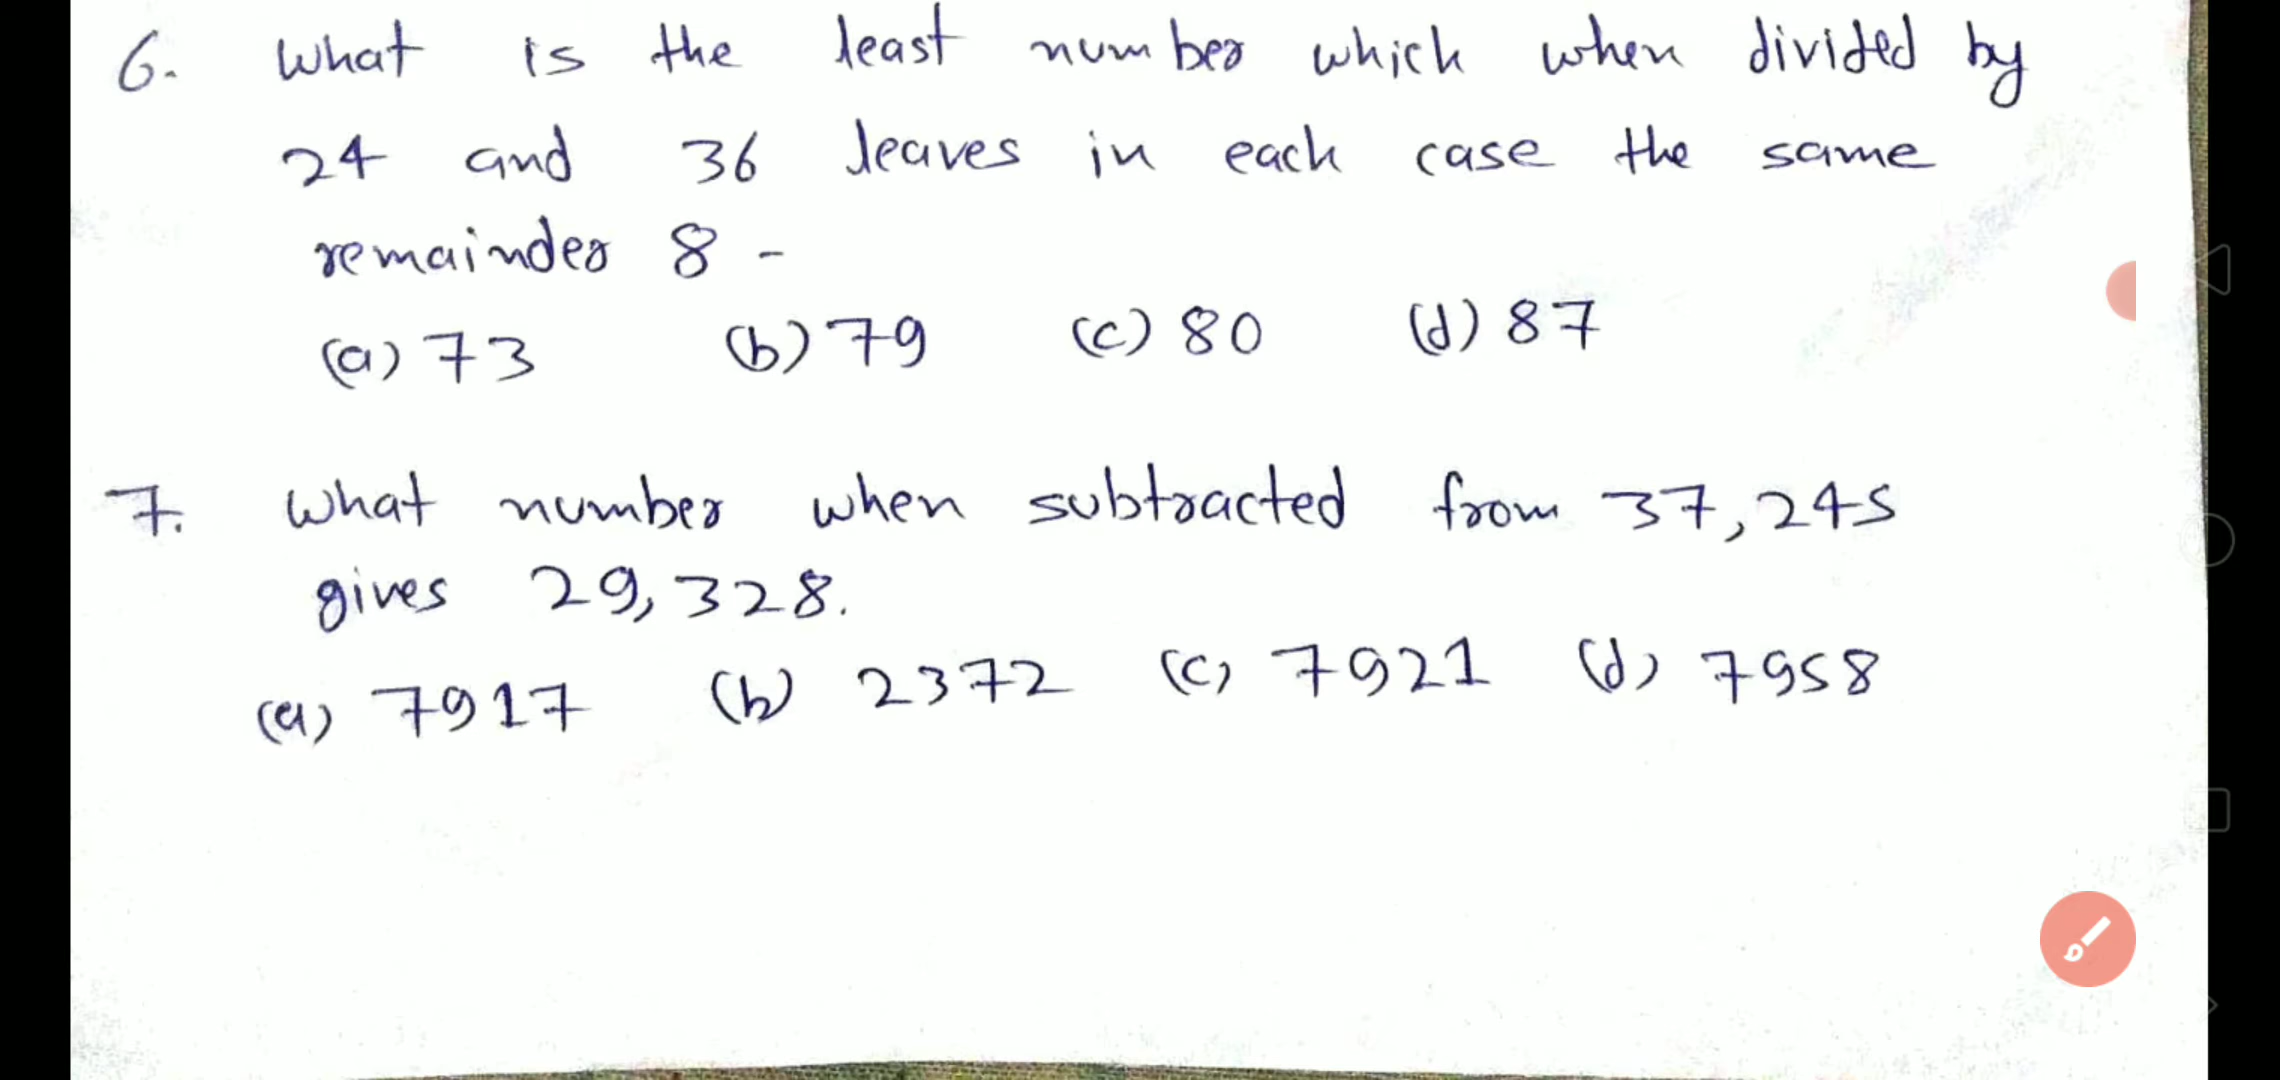 6. What is the least number which when divided by
24 and 36 leaves in each case the same
remainder 8 -
(a) 73 (b) 79 (c) 80 (d) 87
7. What number when subtracted from 37,245
gives 29,328.
(a) 7917 (b) 2372 (c) 7921 (d) 7958